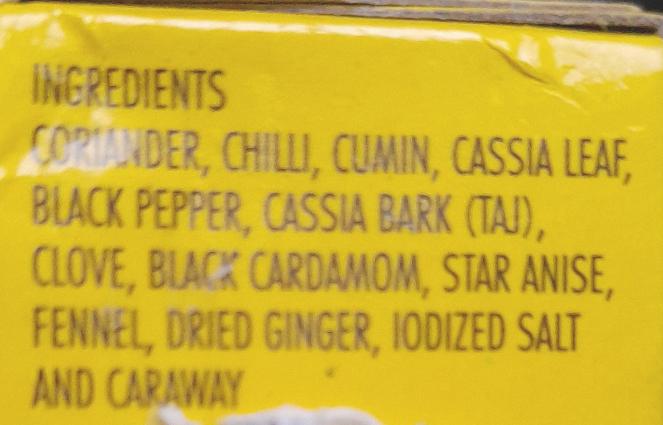 INGREDIENTS
CORIANDER, CHILLI, CUMIN, CASSIA LEAF,
BLACK PEPPER, CASSIA BARK (TAJ),
CLOVE, BLACK CARDAMOM, STAR ANISE,
FENNEL, DRIED GINGER, IODIZED SALT
AND CARAWAY